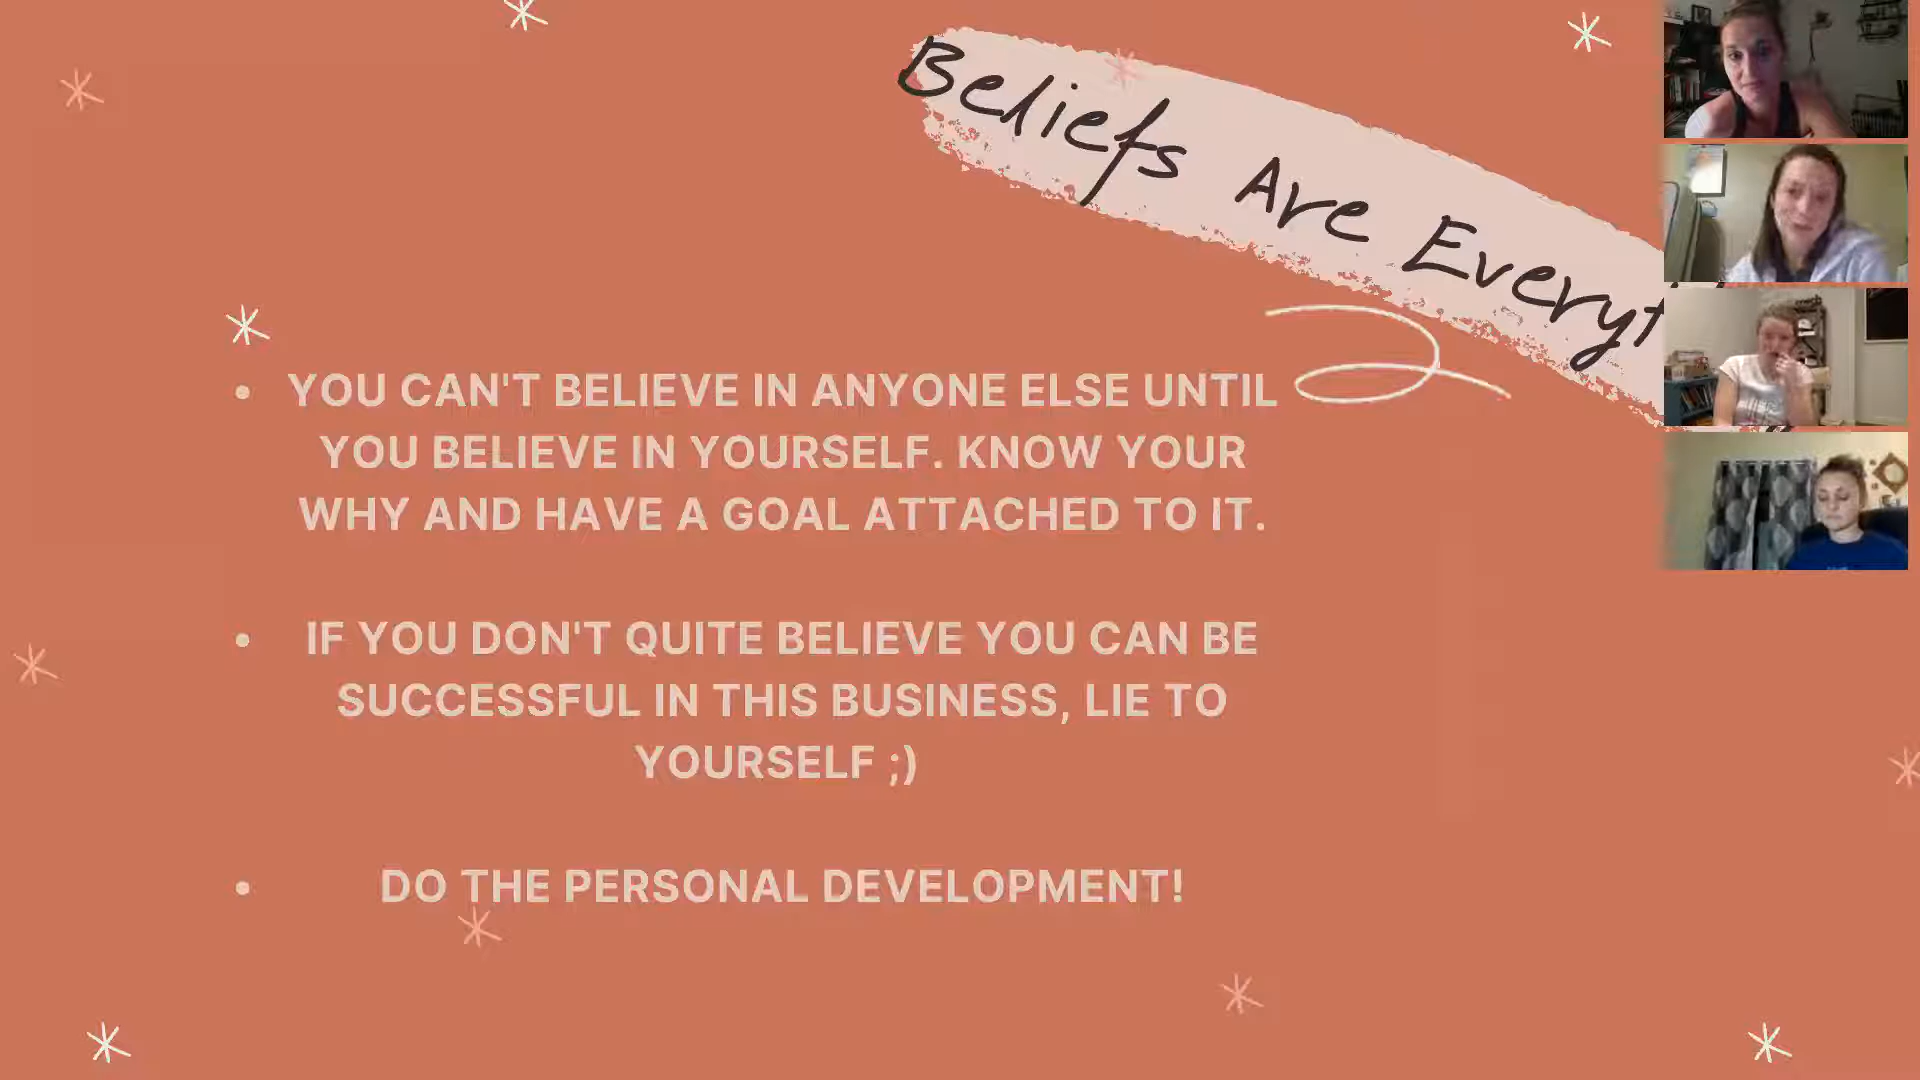 Beliefs Are Everyt
• YOU CAN'T BELIEVE IN ANYONE ELSE UNTIL
YOU BELIEVE IN YOURSELF. KNOW YOUR
WHY AND HAVE A GOAL ATTACHED TO IT.
• IF YOU DON'T QUITE BELIEVE YOU CAN BE
SUCCESSFUL IN THIS BUSINESS, LIE TO
YOURSELF ;)
• DO THE PERSONAL DEVELOPMENT!